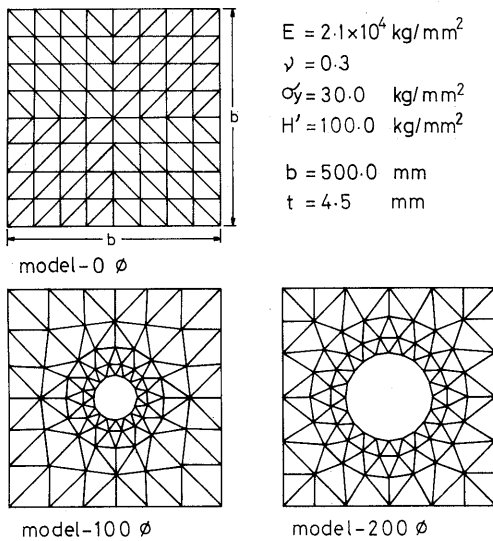 E = 2·1×10⁴ kg/mm²
ν = 0.3
σy = 30.0 kg/mm²
H′ = 100.0 kg/mm²
b = 500.0 mm
t = 4·5 mm
b
b
model-0 ø
model-100 ø
model-200 ø